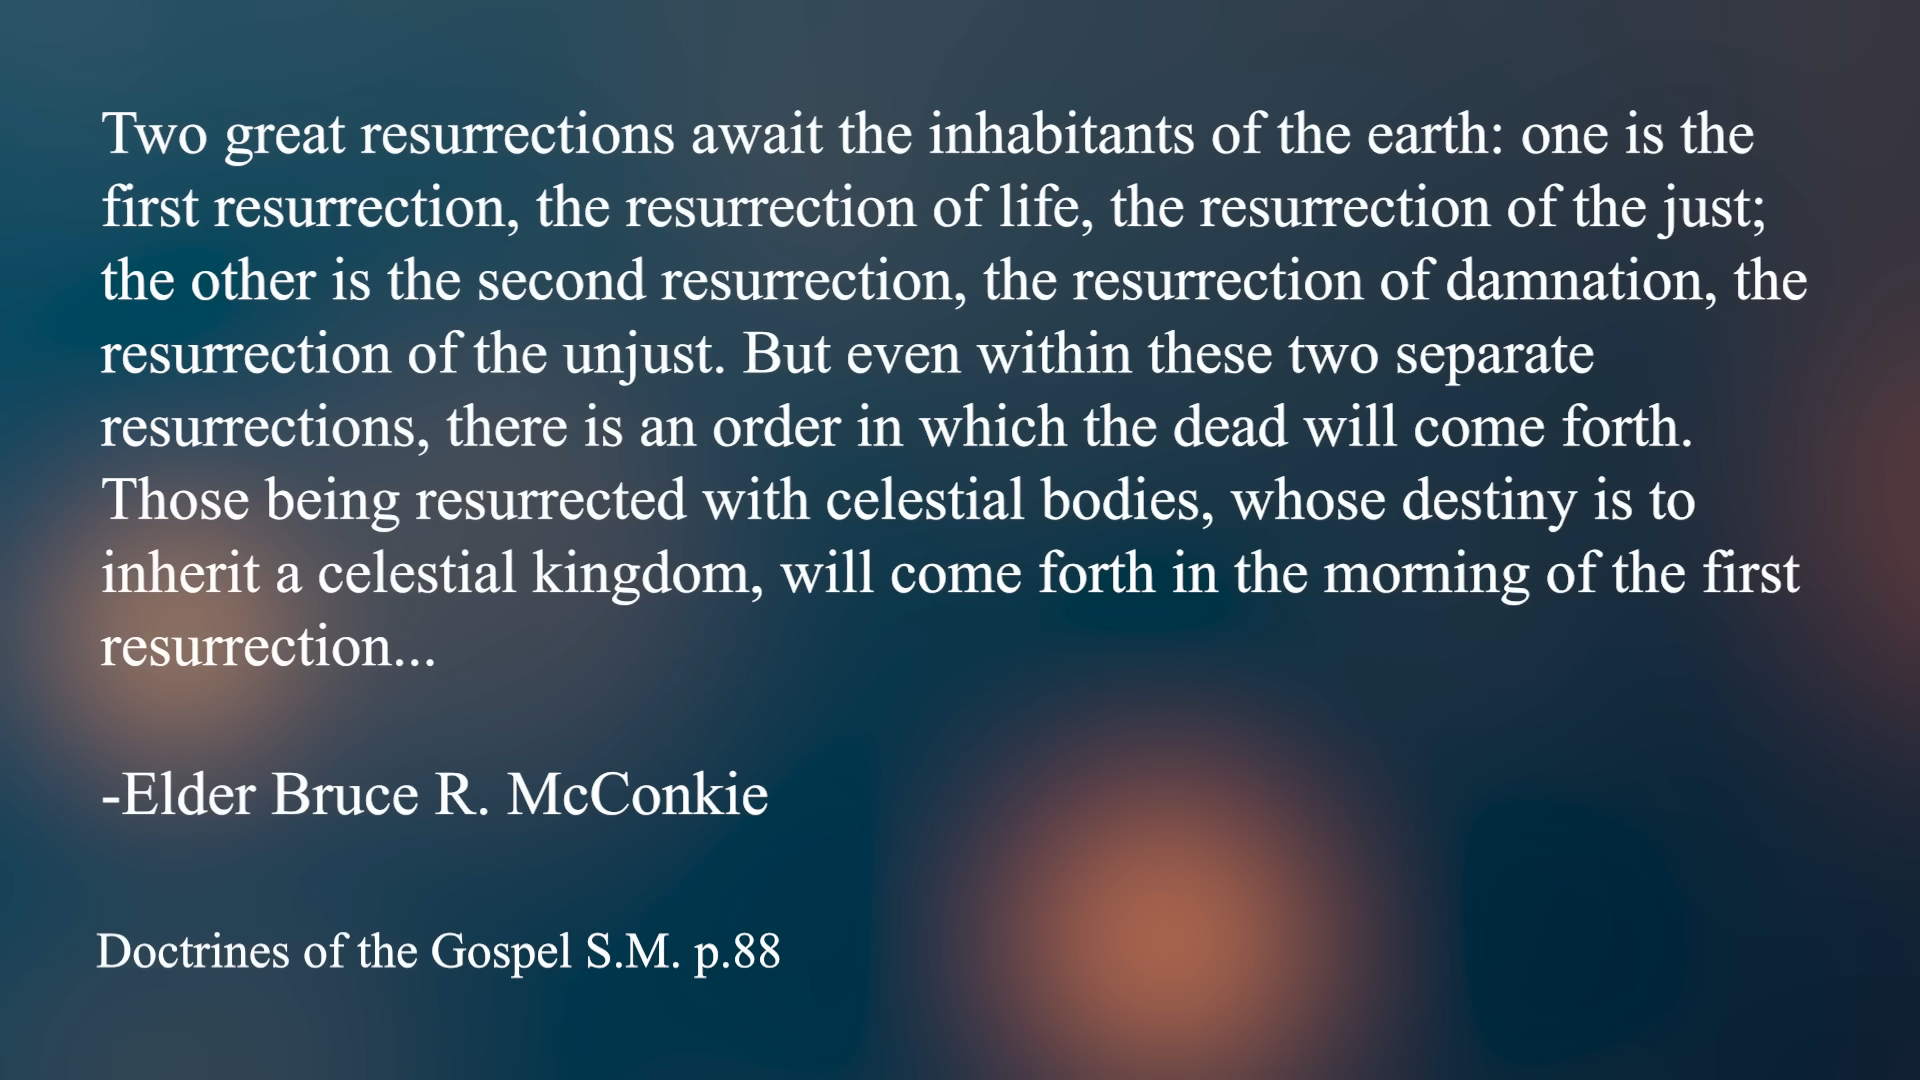 Two great resurrections await the inhabitants of the earth: one is the
first resurrection, the resurrection of life, the resurrection of the just;
the other is the second resurrection, the resurrection of damnation, the
resurrection of the unjust. But even within these two separate
resurrections, there is an order in which the dead will come forth.
Those being resurrected with celestial bodies, whose destiny is to
inherit a celestial kingdom, will come forth in the morning of the first
resurrection...
-Elder Bruce R. McConkie
Doctrines of the Gospel S.M. p.88